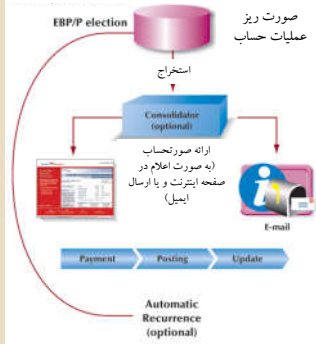 EBP/P election
صورت ریز
عملیات حساب
استخراج
Consolidator
(optional)
ارائه صورتحساب
(به صورت اعلام در
صفحه اینترنت و یا ارسال
ایمیل)
E-mail
Payment
Posting
Update
Automatic
Recurrence
(optional)